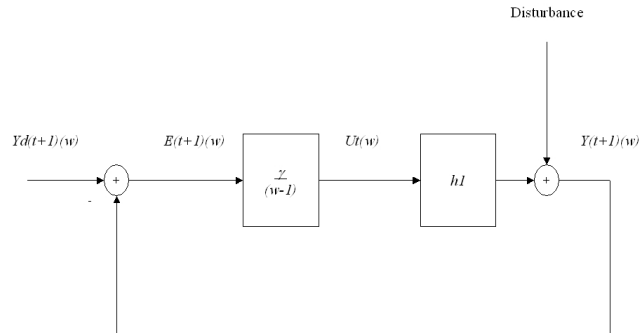 Disturbance
Yd(t+1)(w)
E(t+1)(w)
γ
(w-1)
Ut(w)
h1
Y(t+1)(w)
+
+
-